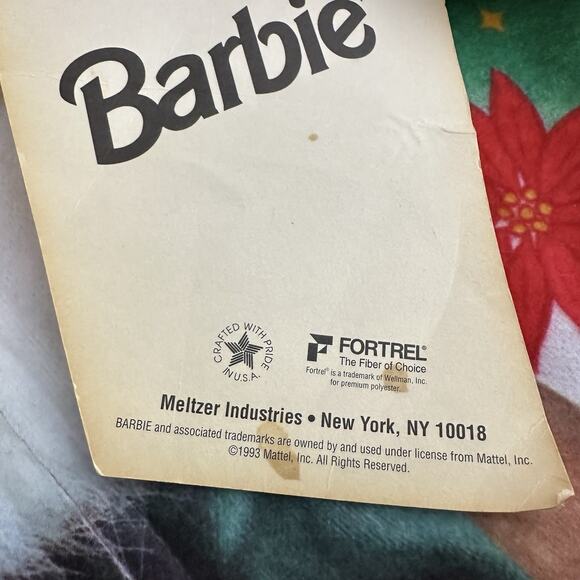 Barbie
CRAFTED WITH PRIDE
IN U.S.A.
FORTREL®
The Fiber of Choice
Fortrel® is a trademark of Wellman, Inc.
for premium polyester.
Meltzer Industries • New York, NY 10018
BARBIE and associated trademarks are owned by and used under license from Mattel, Inc.
©1993 Mattel, Inc. All Rights Reserved.